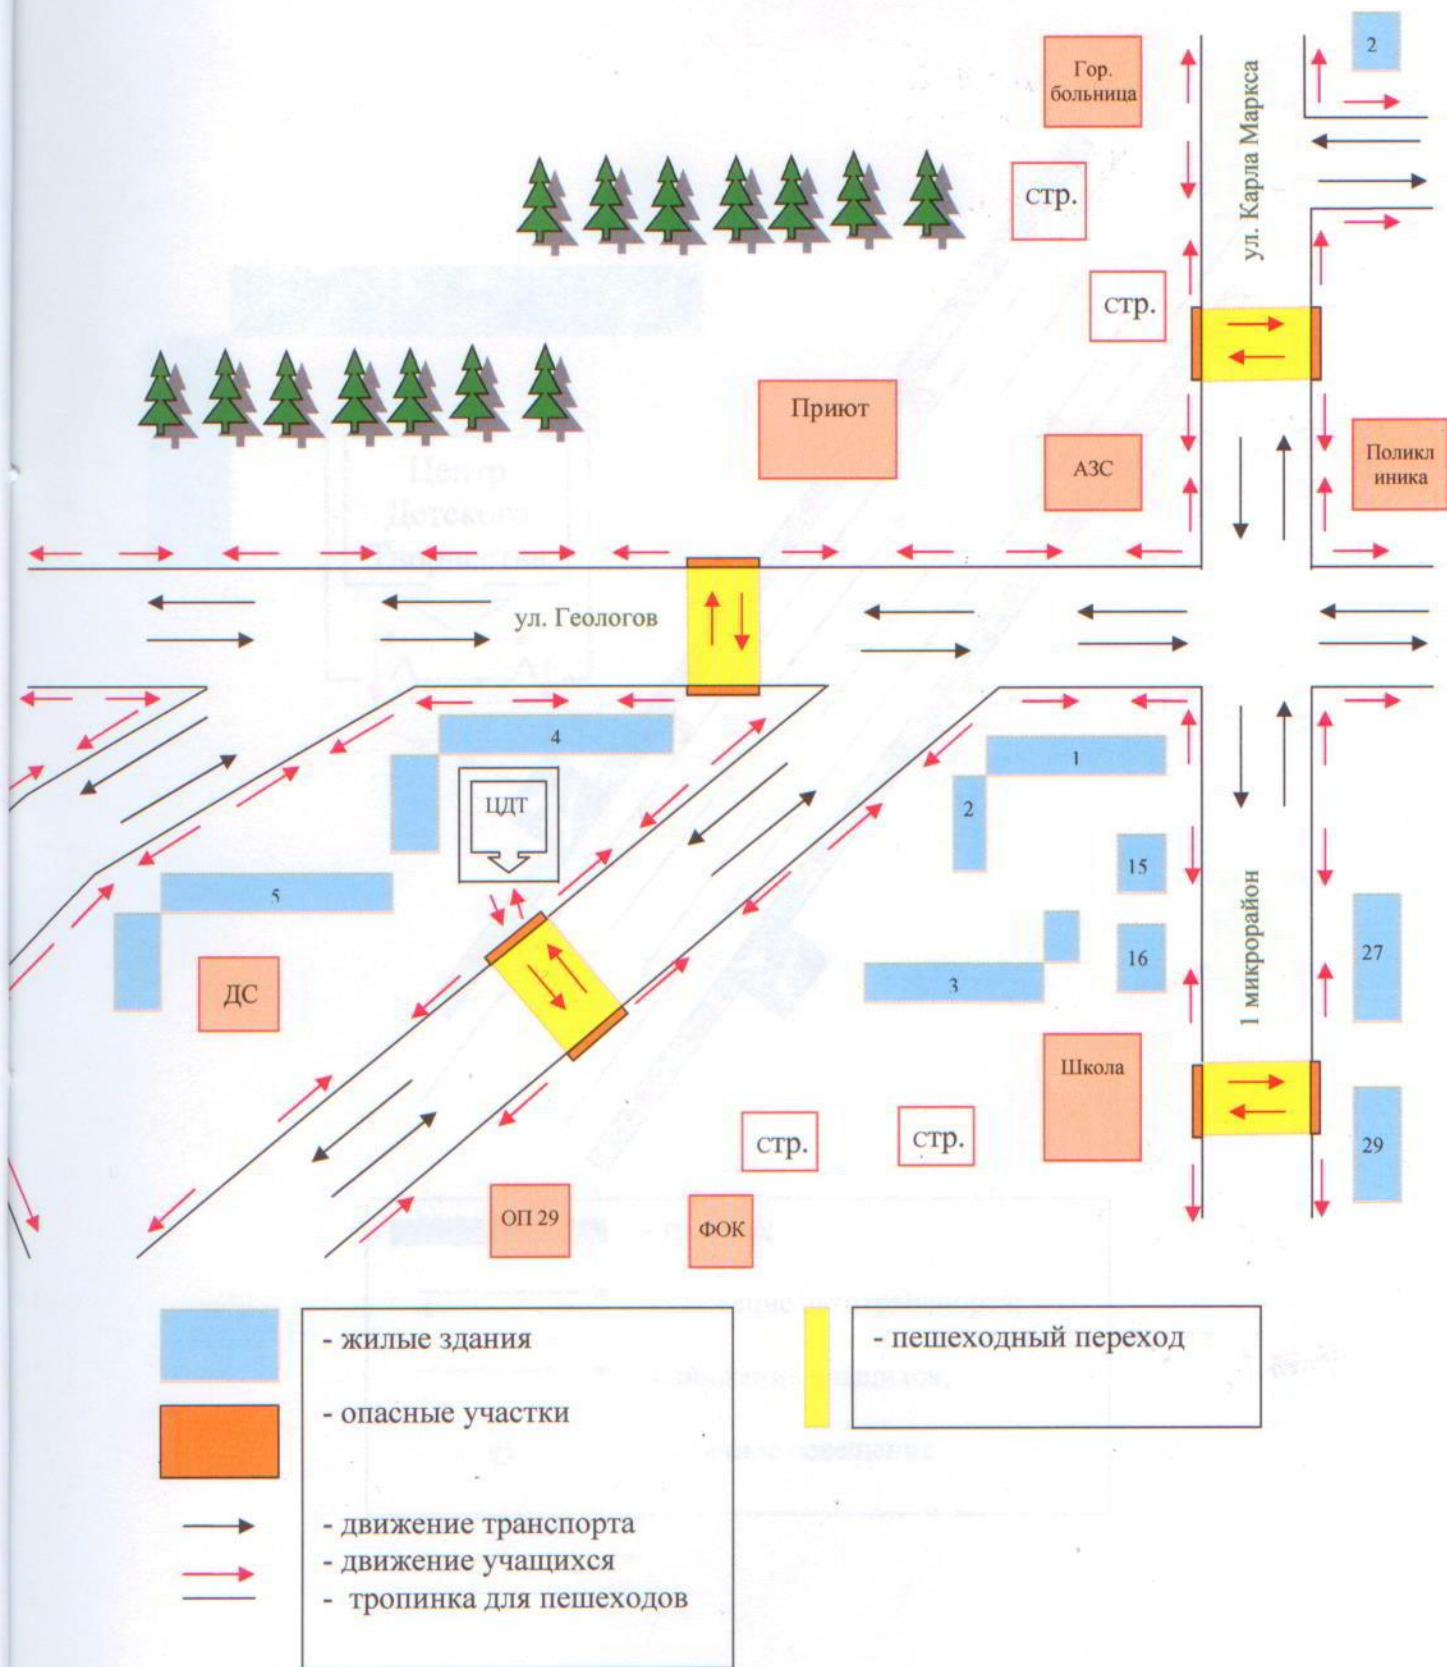 2
Гор.
больница
ул. Карла Маркса
стр.
стр.
Приют
АЗС
Поликл
иника
ул. Геологов
4
1
ЦДТ
2
15
5
16
3
1 микрорайон
27
ДС
Школа
29
стр.
стр.
ОП 29
ФОК
- жилые здания
- пешеходный переход
- опасные участки
- движение транспорта
- движение учащихся
- тропинка для пешеходов